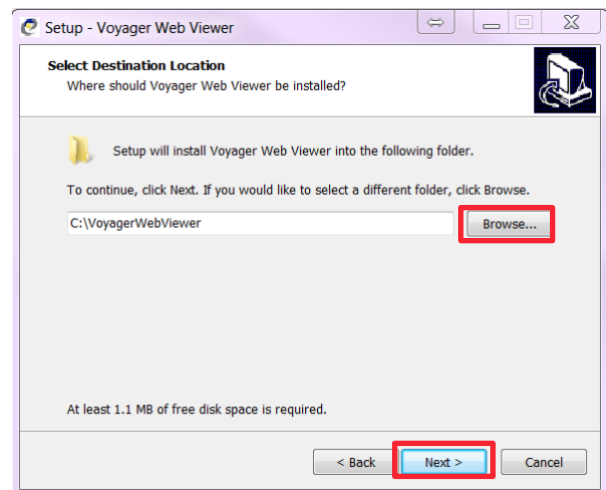 Setup - Voyager Web Viewer
Select Destination Location
Where should Voyager Web Viewer be installed?
Setup will install Voyager Web Viewer into the following folder.
To continue, click Next. If you would like to select a different folder, click Browse.
C:\VoyagerWebViewer
Browse...
At least 1.1 MB of free disk space is required.
< Back Next > Cancel